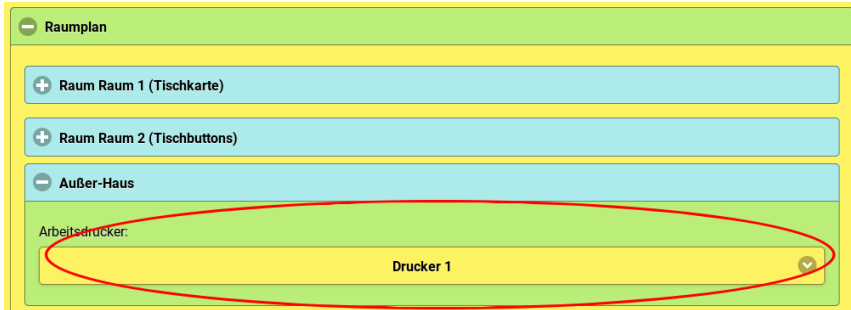 Raumplan
Raum Raum 1 (Tischkarte)
Raum Raum 2 (Tischbuttons)
Außer-Haus
Arbeitsdrucker:
Drucker 1